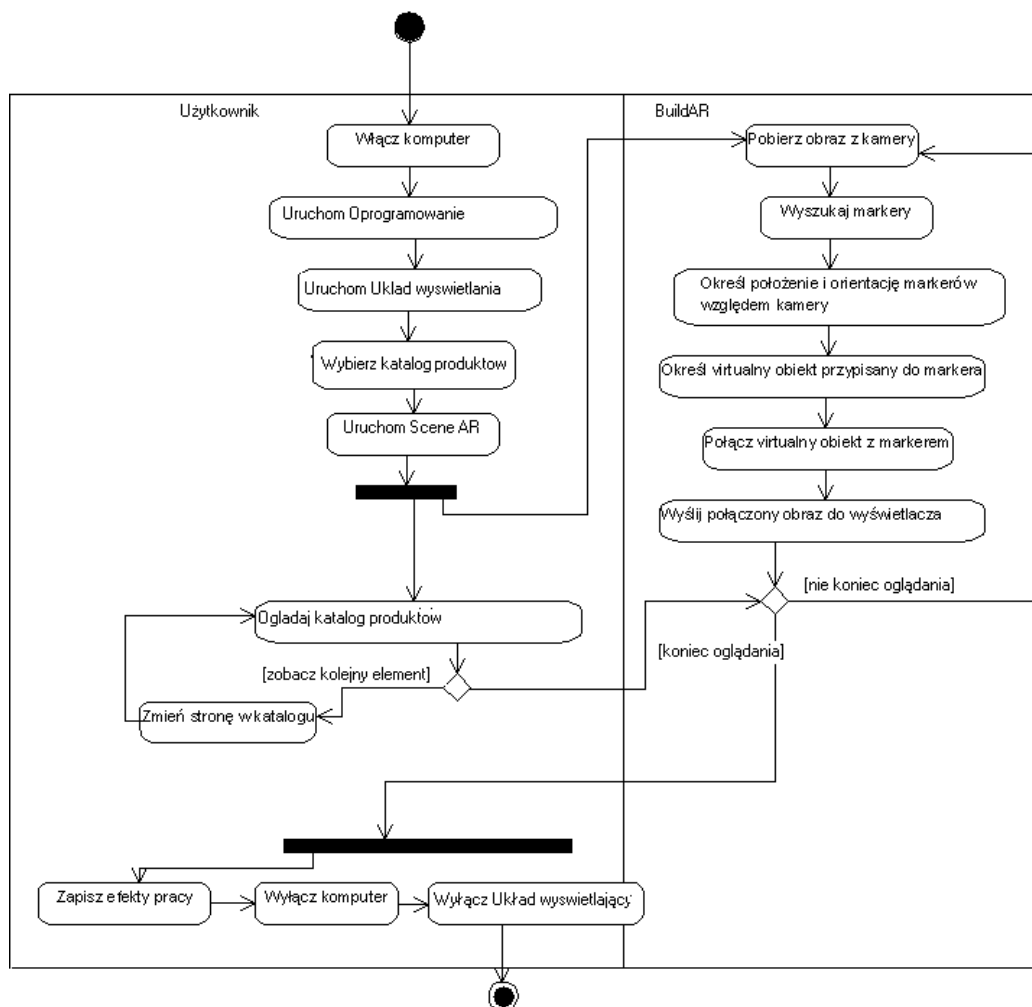 Użytkownik
BuildAR
Włącz komputer
Uruchom Oprogramowanie
Uruchom Uklad wyswietlania
Wybierz katalog produktow
Uruchom Scene AR
Pobierz obraz z kamery
Wyszukaj markery
Określ położenie i orientację markerów
względem kamery
Określ virtualny obiekt przypisany do markera
Połącz virtualny obiekt z markerem
Wyślij połączony obraz do wyświetlacza
[nie koniec oglądania]
[koniec oglądania]
Ogladaj katalog produktów
[zobacz kolejny element]
Zmień stronę w katalogu
Zapisz efekty pracy
Wyłącz komputer
Wyłącz Układ wyswietlający